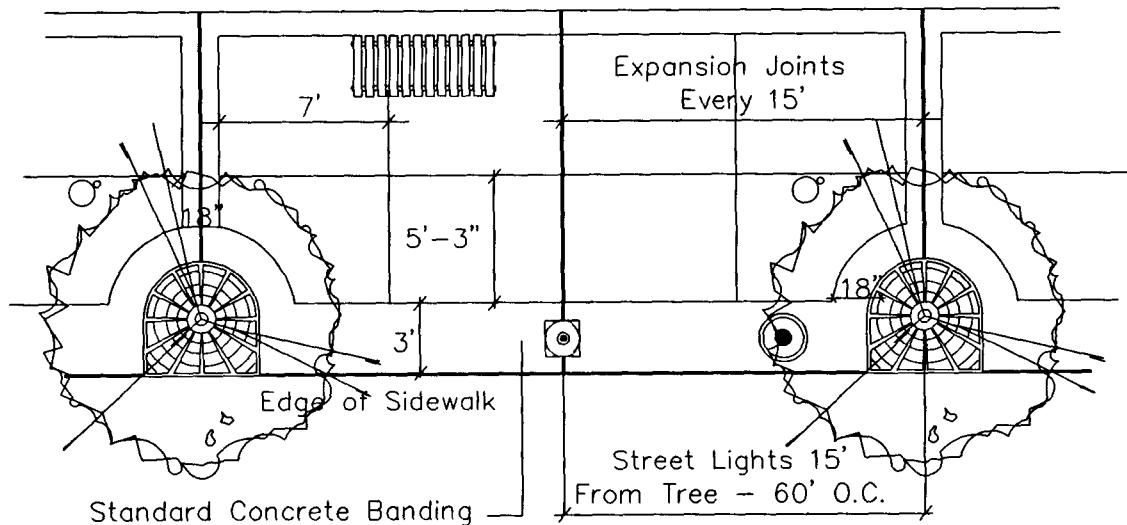 Expansion Joints
Every 15'
7'
18"
5'-3"
18"
3'
Edge of Sidewalk
Street Lights 15'
From Tree - 60' O.C.
Standard Concrete Banding